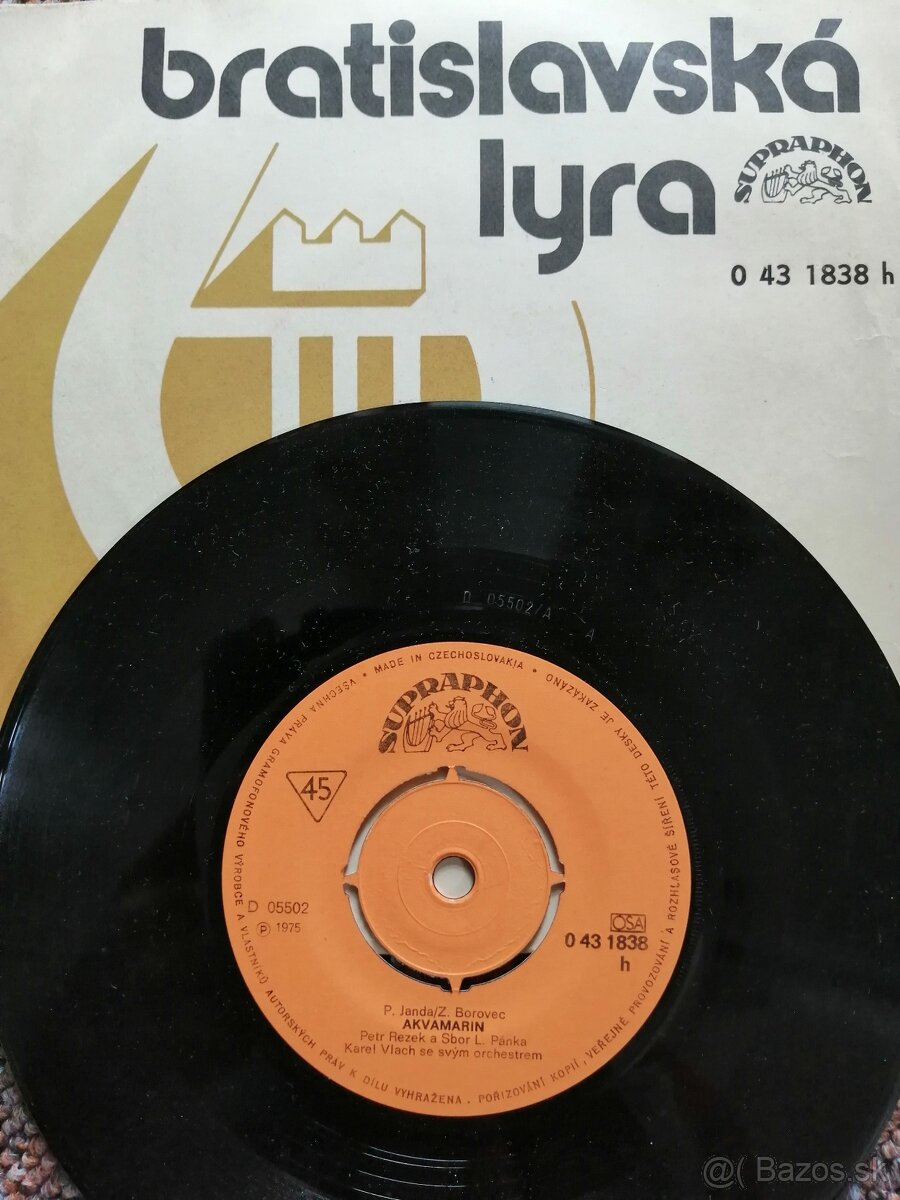 bratislavská
lyra
SUPRAPHON
0 43 1838 h
D 05502/A
A
• MADE IN CZECHOSLOVAKIA •
VŠECHNA PRÁVA GRAMOFONOVÉHO VÝROBCE A VLASTNÍKŮ AUTORSKÝCH PRÁV K DÍLU VYHRAŽENA. POŘIZOVÁNÍ KOPIÍ, VEŘEJNÉ PROVOZOVÁNÍ A ROZHLASOVÉ ŠÍŘENÍ TÉTO DESKY JE ZAKÁZÁNO
SUPRAPHON
45
D 05502
Ⓟ 1975
OSA
0 43 1838
h
P. Janda/Z. Borovec
AKVAMARIN
Petr Rezek a Sbor L. Pánka
Karel Vlach se svým orchestrem
@( Bazos.sk